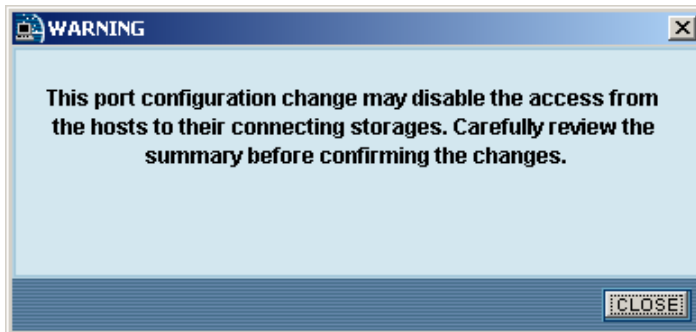 WARNING
This port configuration change may disable the access from
the hosts to their connecting storages. Carefully review the
summary before confirming the changes.
CLOSE